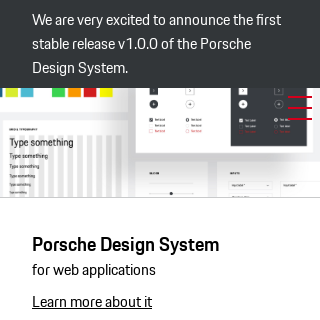 We are very excited to announce the first
stable release v1.0.0 of the Porsche
Design System.
Type something
Type something
Type something
Type something
Type something
Porsche Design System
for web applications
Learn more about it